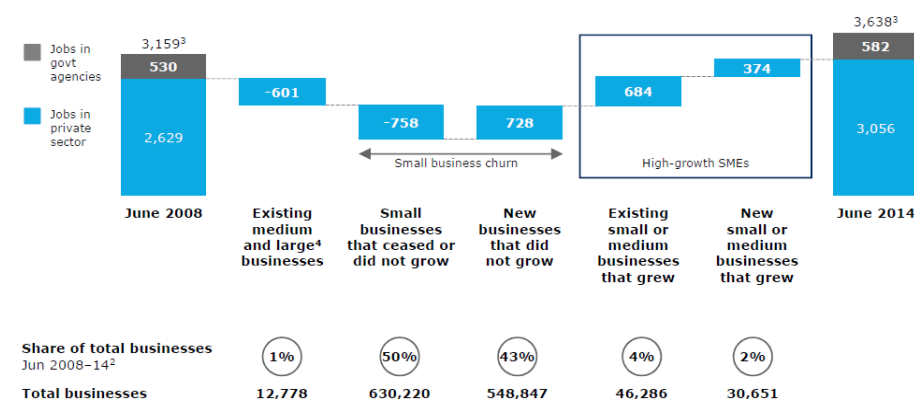 3,638³
3,159³
Jobs in
govt
agencies
530
582
Jobs in
private
sector
2,629
-601
-758
728
684
374
3,056
Small business churn
High-growth SMEs
June 2008
Existing
medium
and large⁴
businesses
Small
businesses
that ceased or
did not grow
New
businesses
that did
not grow
Existing
small or
medium
businesses
that grew
New
small or
medium
businesses
that grew
June 2014
Share of total businesses
Jun 2008–14²
1%
50%
43%
4%
2%
Total businesses
12,778
630,220
548,847
46,286
30,651